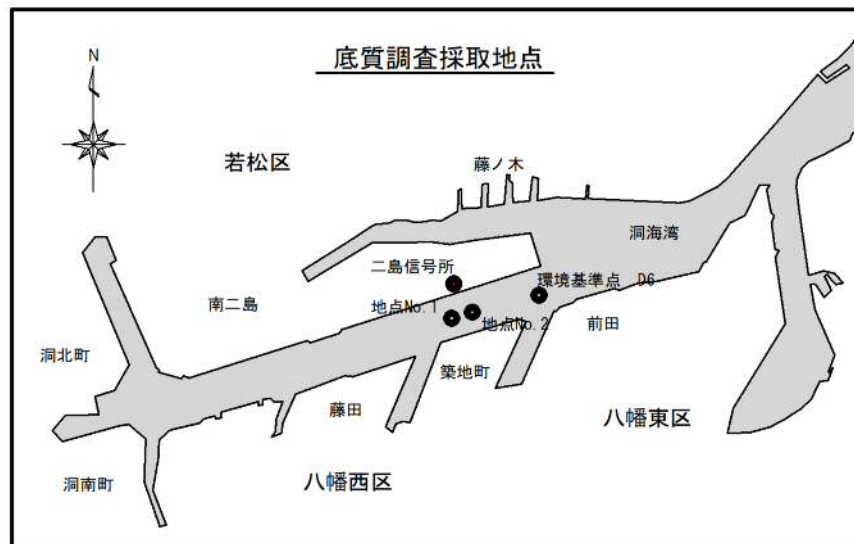 底質調査採取地点
N
若松区
藤ノ木
洞海湾
二島信号所
環境基準点 D6
南二島
地点No.1
地点No.2
前田
洞北町
築地町
藤田
八幡東区
洞南町
八幡西区